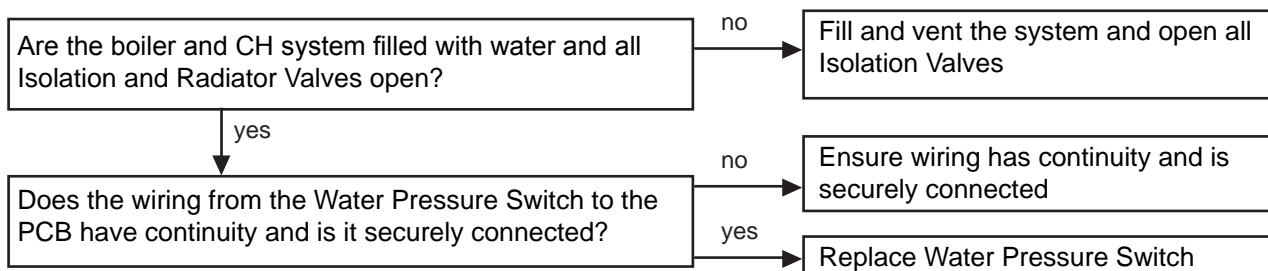 Are the boiler and CH system filled with water and all
Isolation and Radiator Valves open?
no
Fill and vent the system and open all
Isolation Valves
yes
Does the wiring from the Water Pressure Switch to the
PCB have continuity and is it securely connected?
no
Ensure wiring has continuity and is
securely connected
yes
Replace Water Pressure Switch